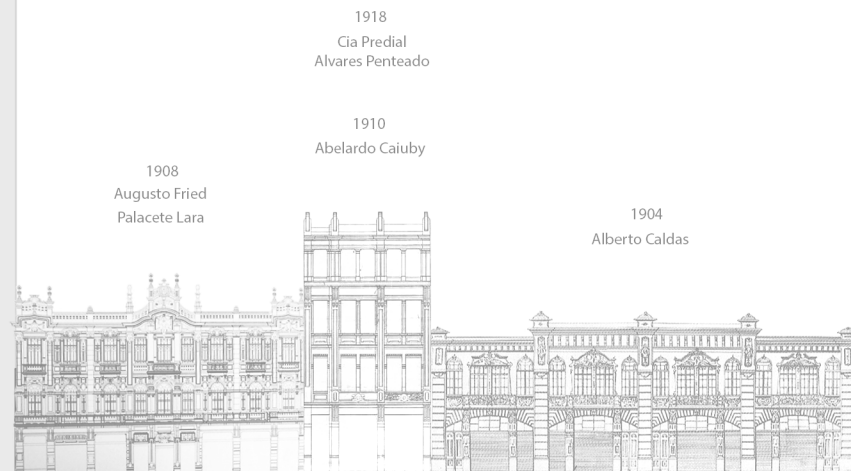 1918
Cia Predial
Alvares Penteado
1910
Abelardo Caiuby
1908
Augusto Fried
Palacete Lara
1904
Alberto Caldas